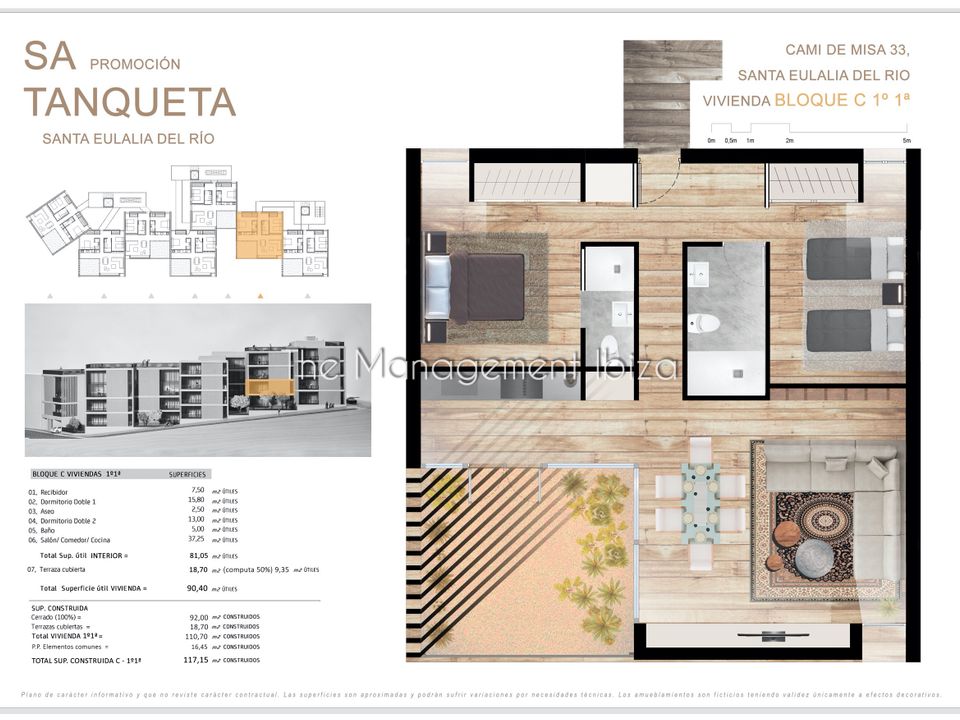 SA PROMOCIÓN
TANQUETA
SANTA EULALIA DEL RÍO
CAMI DE MISA 33,
SANTA EULALIA DEL RIO
VIVIENDA BLOQUE C 1º 1ª
0m 0,5m 1m 2m 5m
The Management Ibiza
BLOQUE C VIVIENDAS 1º1ª SUPERFICIES
01, Recibidor 7,50 m2 ÚTILES
02, Dormitorio Doble 1 15,80 m2 ÚTILES
03, Aseo 2,50 m2 ÚTILES
04, Dormitorio Doble 2 13,00 m2 ÚTILES
05, Baño 5,00 m2 ÚTILES
06, Salón/ Comedor/ Cocina 37,25 m2 ÚTILES
Total Sup. útil INTERIOR = 81,05 m2 ÚTILES
07, Terraza cubierta 18,70 m2 (computa 50%) 9,35 m2 ÚTILES
Total Superficie útil VIVIENDA = 90,40 m2 ÚTILES
SUP. CONSTRUIDA
Cerrado (100%) = 92,00 m2 CONSTRUIDOS
Terrazas cubiertas = 18,70 m2 CONSTRUIDOS
Total VIVIENDA 1º1ª = 110,70 m2 CONSTRUIDOS
P.P. Elementos comunes = 16,45 m2 CONSTRUIDOS
TOTAL SUP. CONSTRUIDA C - 1º1ª 117,15 m2 CONSTRUIDOS
Plano de carácter informativo y que no reviste carácter contractual. Las superficies son aproximadas y podrán sufrir variaciones por necesidades técnicas. Los amueblamientos son ficticios teniendo validez únicamente a efectos decorativos.